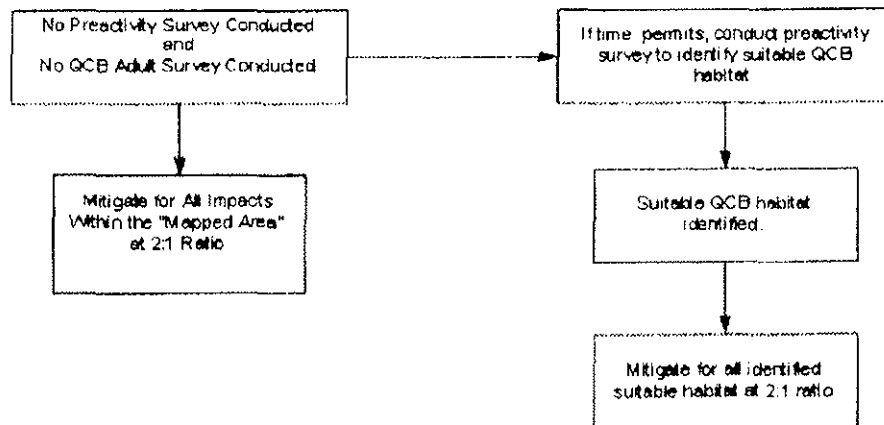 No Preactivity Survey Conducted
and
No QCB Adult Survey Conducted
If time permits, conduct preactivity
survey to identify suitable QCB
habitat
Mitigate for All Impacts
Within the "Mapped Area"
at 2:1 Ratio
Suitable QCB habitat
identified.
Mitigate for all identified
suitable habitat at 2:1 ratio